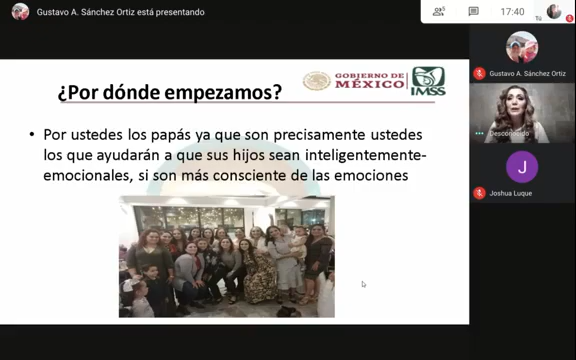 Gustavo A. Sánchez Ortiz está presentando
17:40
Tú
¿Por dónde empezamos?
GOBIERNO DE
MÉXICO
IMSS
• Por ustedes los papás ya que son precisamente ustedes
los que ayudarán a que sus hijos sean inteligentemente-
emocionales, si son más consciente de las emociones
Gustavo A. Sánchez Ortiz
Desconocido
J
Joshua Luque